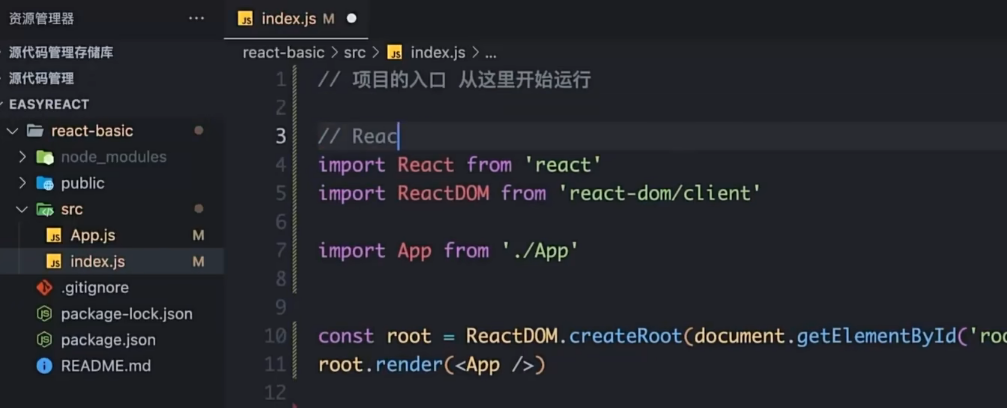 资源管理器 ...
源代码管理存储库
源代码管理
EASYREACT
react-basic
node_modules
public
src
App.js M
index.js M
.gitignore
package-lock.json
package.json
README.md
JS index.js M
react-basic > src > JS index.js > ...
1 // 项目的入口 从这里开始运行
2
3 // Reac
4 import React from 'react'
5 import ReactDOM from 'react-dom/client'
6
7 import App from './App'
8
9
10 const root = ReactDOM.createRoot(document.getElementById('roo
11 root.render(<App />)
12